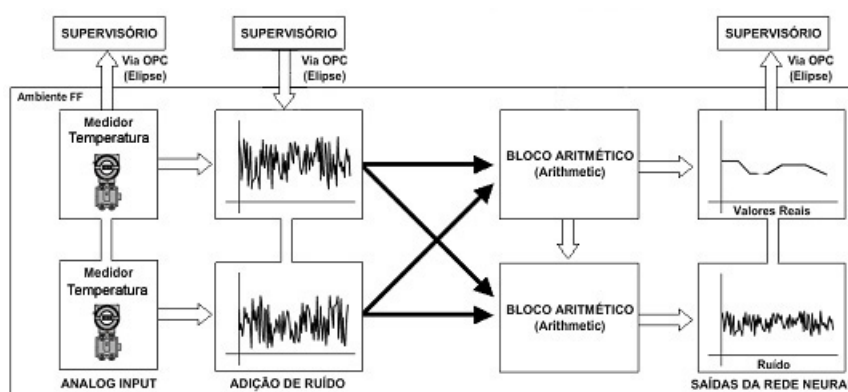 SUPERVISÓRIO
SUPERVISÓRIO
SUPERVISÓRIO
Via OPC
(Elipse)
Via OPC
(Elipse)
Via OPC
(Elipse)
Ambiente FF
Medidor
Temperatura
BLOCO ARITMÉTICO
(Arithmetic)
Valores Reais
Medidor
Temperatura
BLOCO ARITMÉTICO
(Arithmetic)
Ruído
ANALOG INPUT
ADIÇÃO DE RUÍDO
SAÍDAS DA REDE NEURA